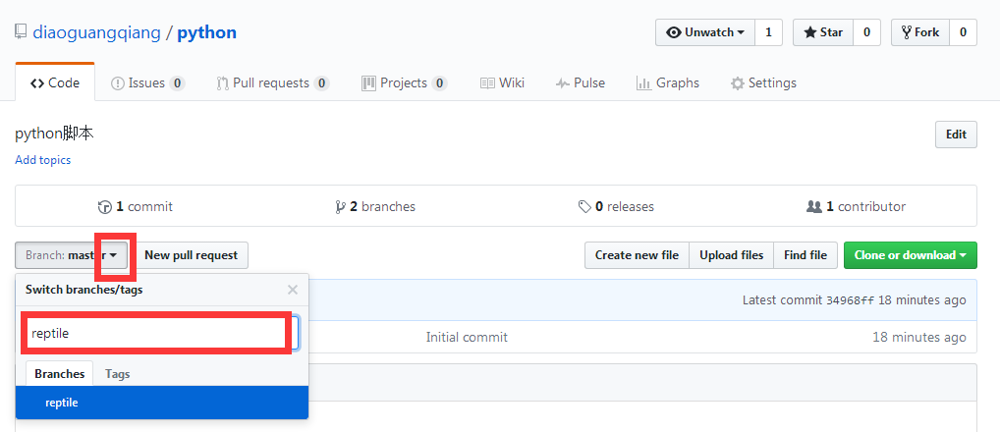 diaoguangqiang / python
Unwatch 1 Star 0 Fork 0
Code Issues 0 Pull requests 0 Projects 0 Wiki Pulse Graphs Settings
python脚本
Edit
Add topics
1 commit 2 branches 0 releases 1 contributor
Branch: master New pull request Create new file Upload files Find file Clone or download
Switch branches/tags
Latest commit 34968ff 18 minutes ago
reptile
Initial commit 18 minutes ago
Branches Tags
reptile